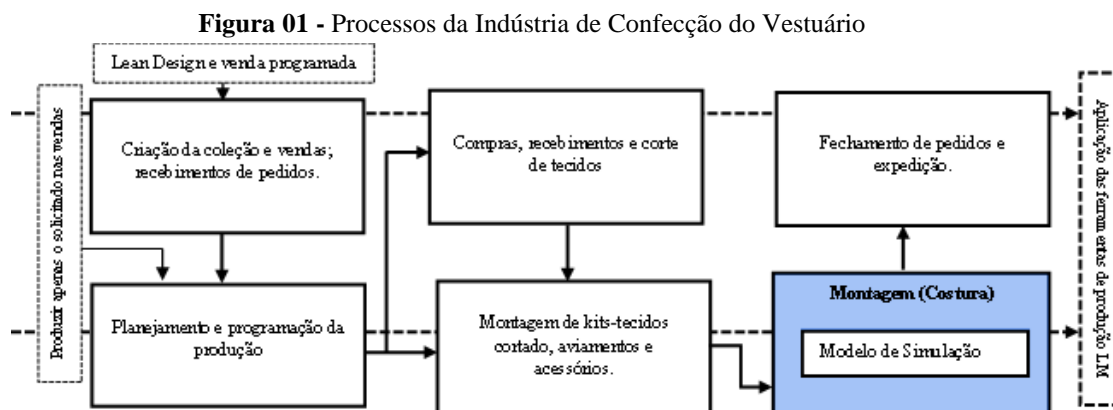 Figura 01 - Processos da Indústria de Confecção do Vestuário
Lean Design e venda programada
Produzir apenas o solicitado nas vendas
Criação da coleção e vendas;
recebimentos de pedidos.
Compras, recebimentos e corte
de tecidos
Fechamento de pedidos e
expedição.
Aplicação das ferramentas de produção LM
Planejamento e programação da
produção
Montagem de kits-tecidos
cortado, aviamentos e
acessórios.
Montagem (Costura)
Modelo de Simulação